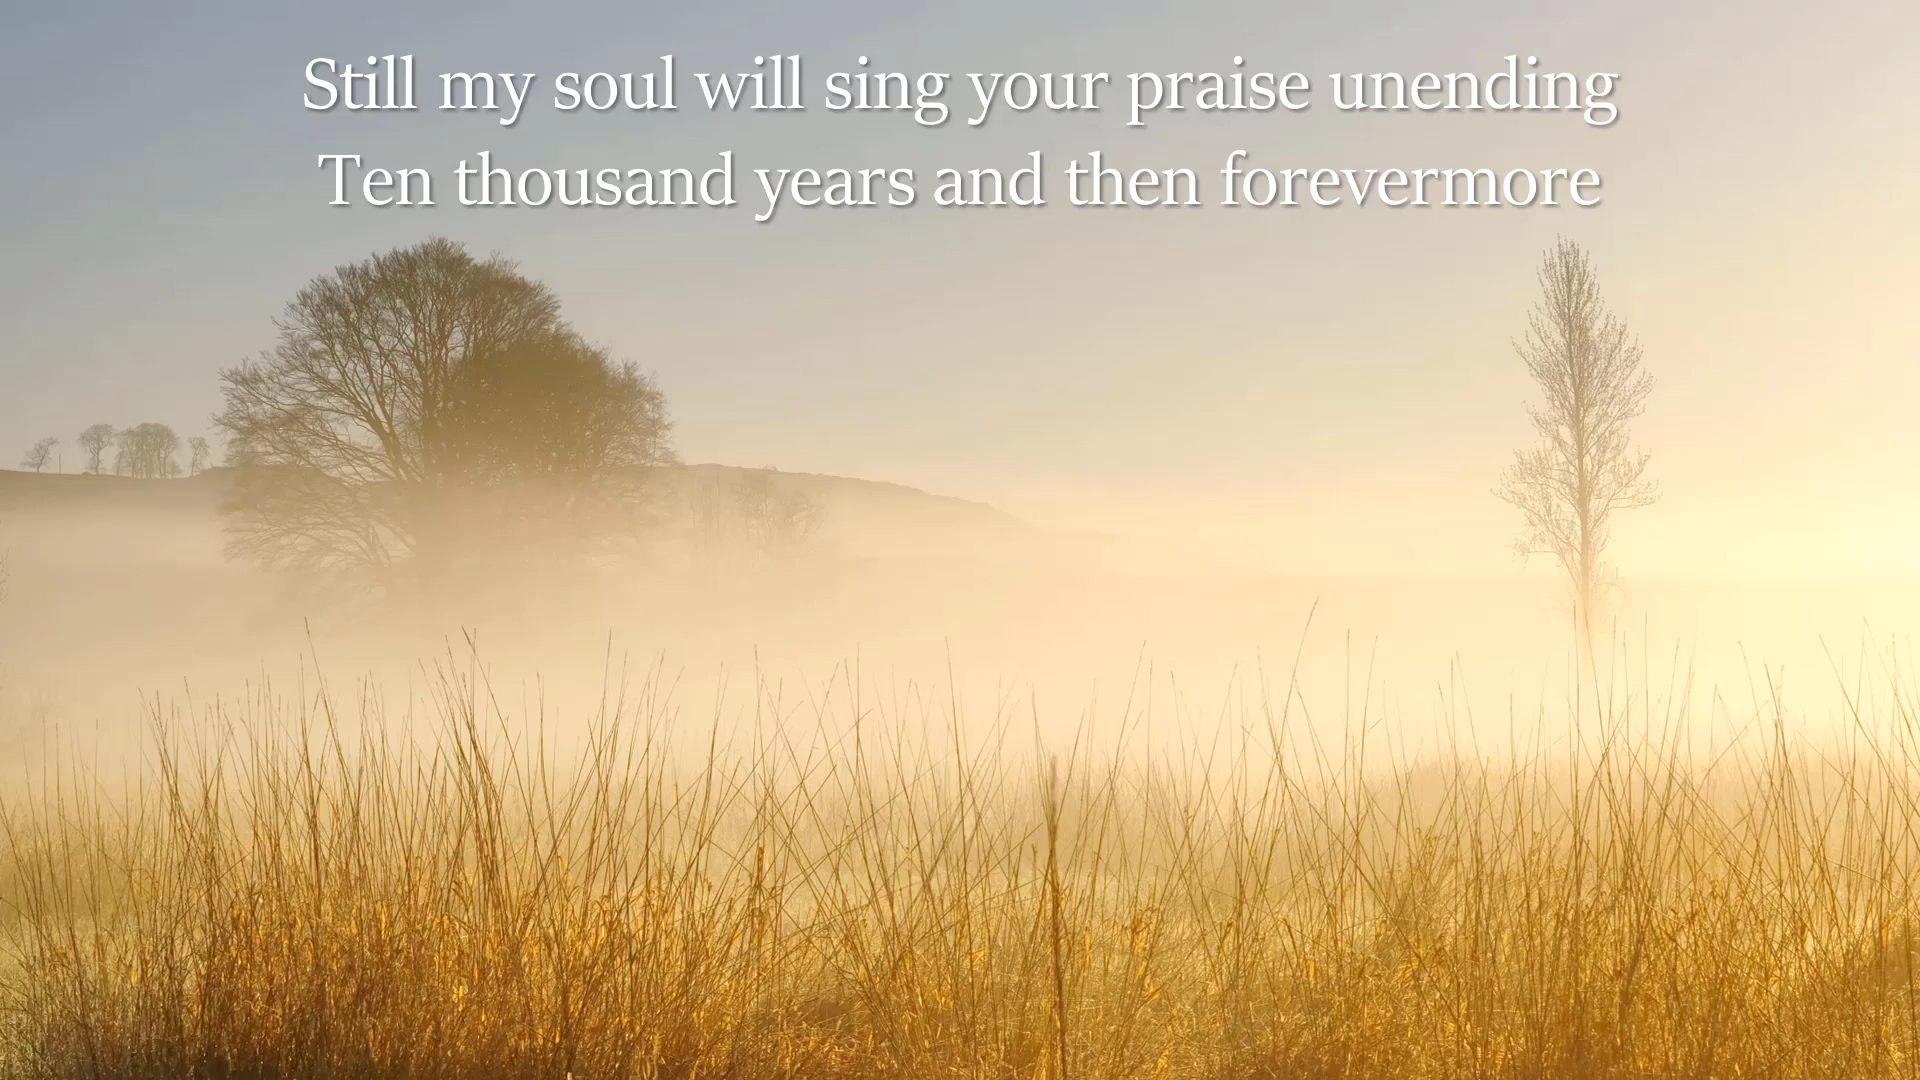 Still my soul will sing your praise unending
Ten thousand years and then forevermore